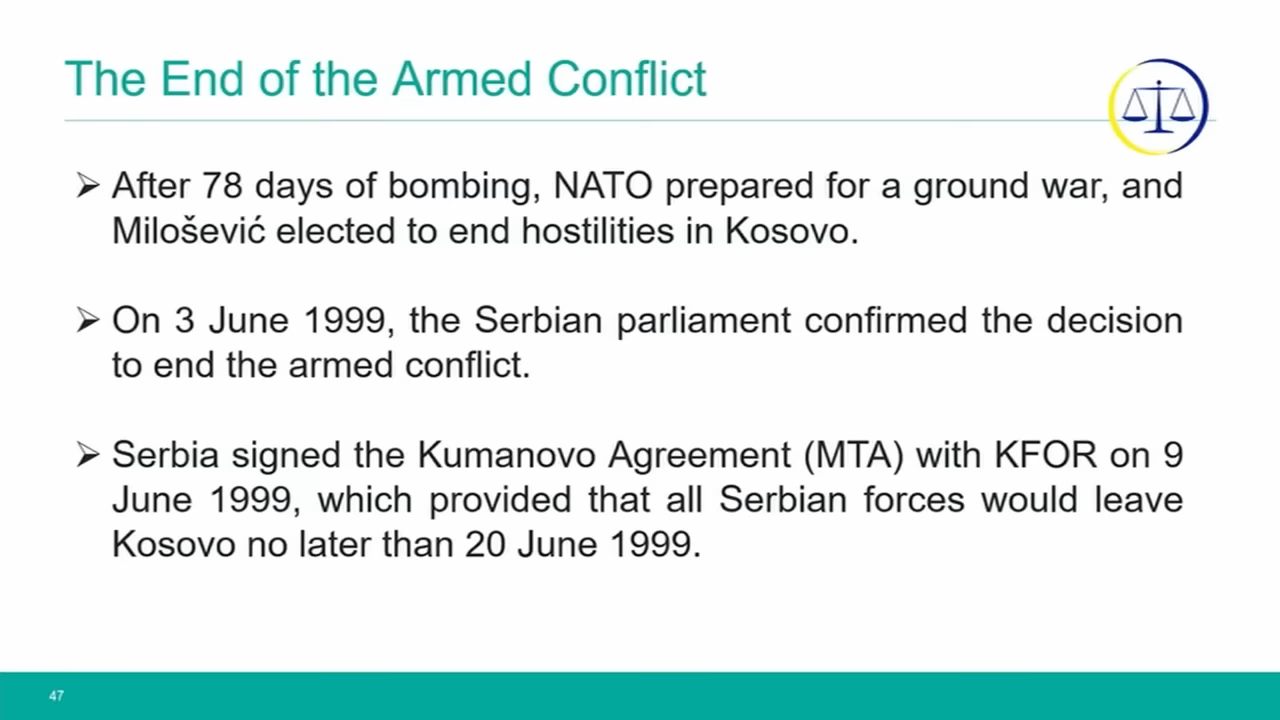 The End of the Armed Conflict
➢ After 78 days of bombing, NATO prepared for a ground war, and
Milošević elected to end hostilities in Kosovo.
➢ On 3 June 1999, the Serbian parliament confirmed the decision
to end the armed conflict.
➢ Serbia signed the Kumanovo Agreement (MTA) with KFOR on 9
June 1999, which provided that all Serbian forces would leave
Kosovo no later than 20 June 1999.
47